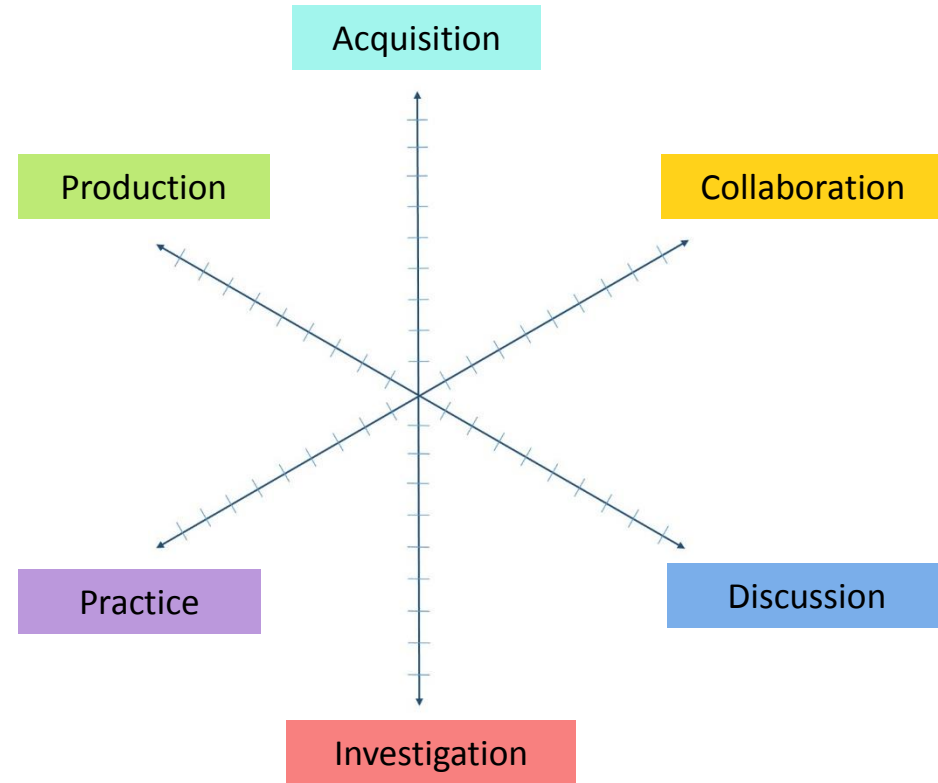 Acquisition
Production
Collaboration
Practice
Discussion
Investigation